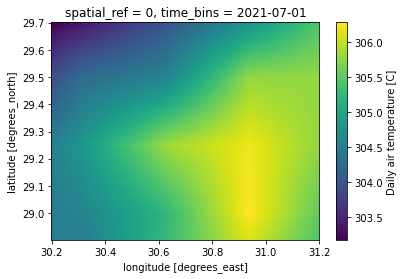 spatial_ref = 0, time_bins = 2021-07-01
29.7
29.6
29.5
29.4
29.3
29.2
29.1
29.0
latitude [degrees_north]
30.2 30.4 30.6 30.8 31.0 31.2
longitude [degrees_east]
306.0
305.5
305.0
304.5
304.0
303.5
Daily air temperature [C]